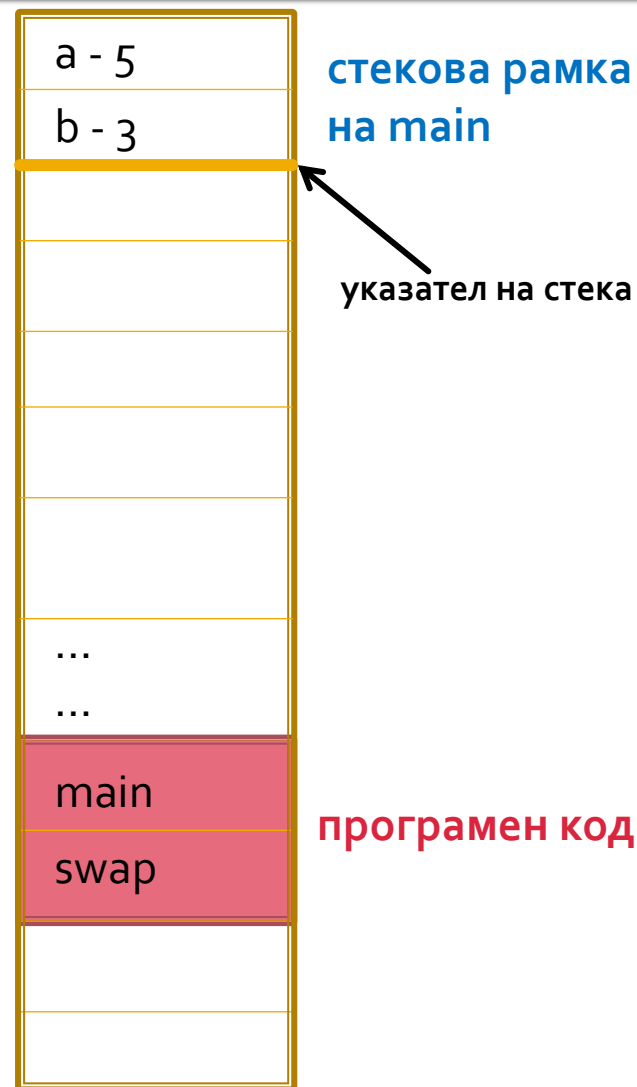 a - 5
стекова рамка
b - 3
на main
указател на стека
...
...
main
програмен код
swap